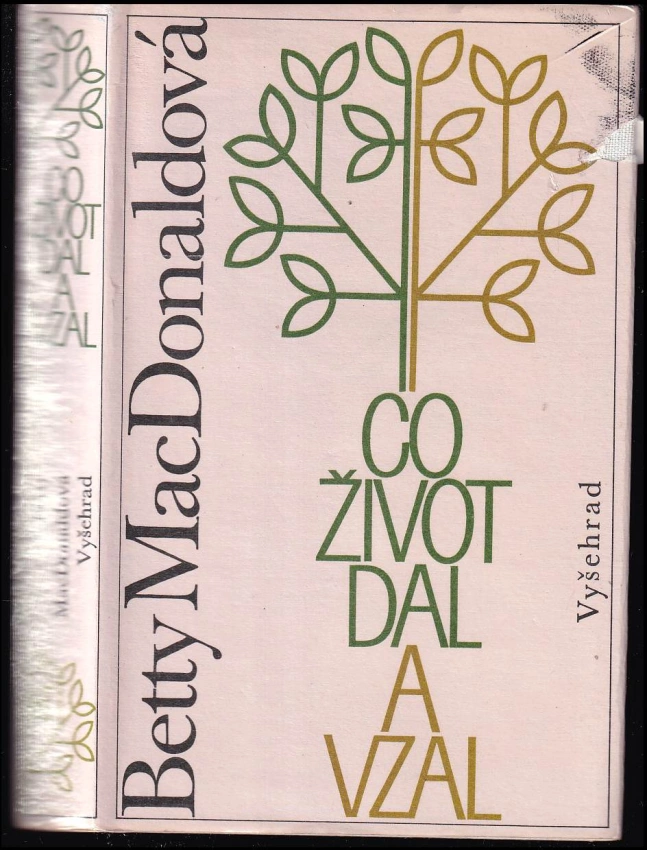 Betty MacDonaldová
CO
ŽIVOT
DAL
A
VZAL
Vyšehrad
CO
ŽIVOT
DAL
A
VZAL
MacDonaldová
Vyšehrad